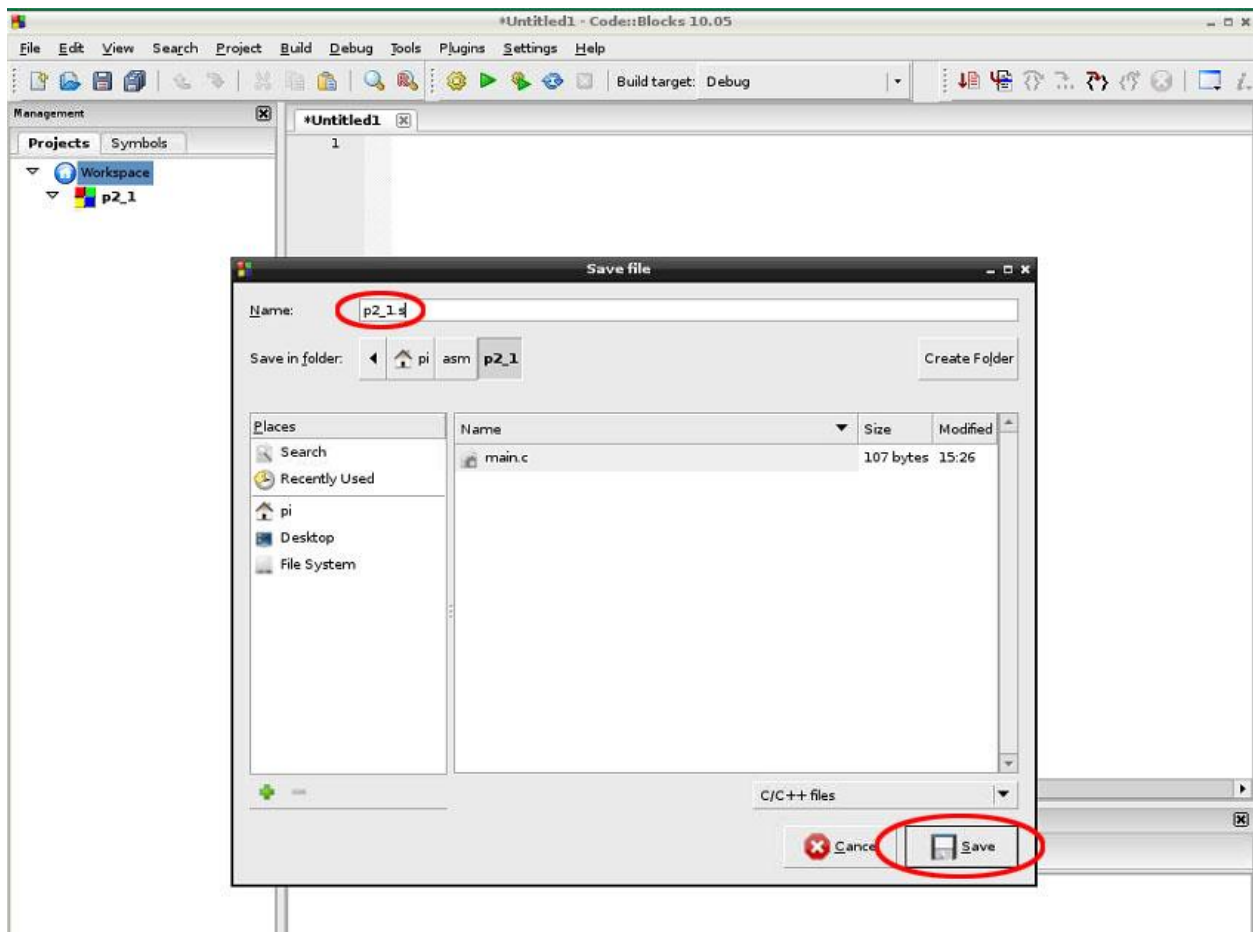 *Untitled1 - Code::Blocks 10.05
File Edit View Search Project Build Debug Tools Plugins Settings Help
Build target: Debug
Management
*Untitled1
Projects Symbols
1
Workspace
p2_1
Save file
Name: p2_1.s
Save in folder: pi asm p2_1 Create Folder
Places
Name Size Modified
Search
main.c 107 bytes 15:26
Recently Used
pi
Desktop
File System
C/C++ files
Cance Save